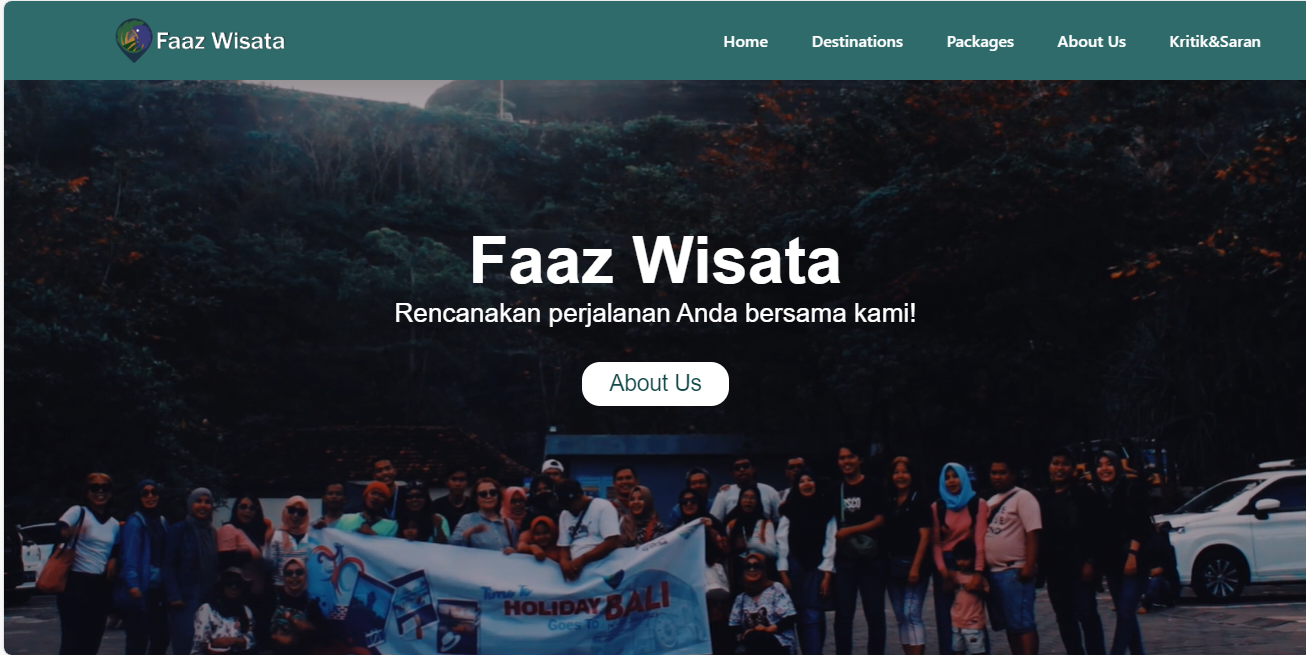 Faaz Wisata
Home Destinations Packages About Us Kritik&Saran
Faaz Wisata
Rencanakan perjalanan Anda bersama kami!
About Us
Time To
HOLIDAY BALI
Goes To